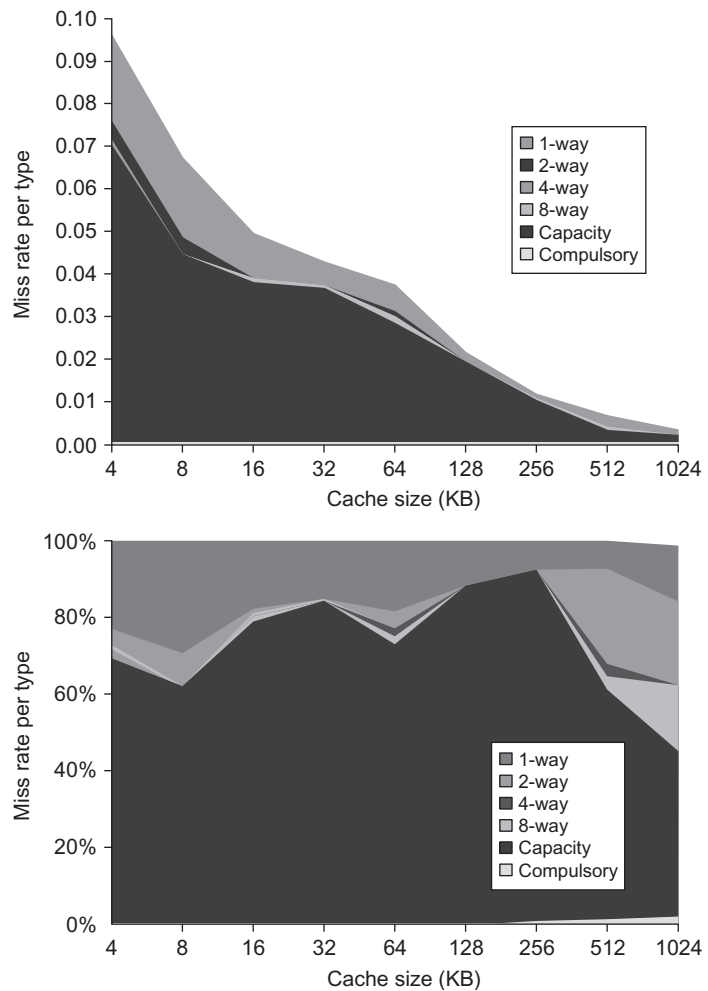 Miss rate per type
0.10
0.09
0.08
0.07
0.06
0.05
0.04
0.03
0.02
0.01
0.00
1-way
2-way
4-way
8-way
Capacity
Compulsory
4 8 16 32 64 128 256 512 1024
Cache size (KB)
Miss rate per type
100%
80%
60%
40%
20%
0%
1-way
2-way
4-way
8-way
Capacity
Compulsory
4 8 16 32 64 128 256 512 1024
Cache size (KB)